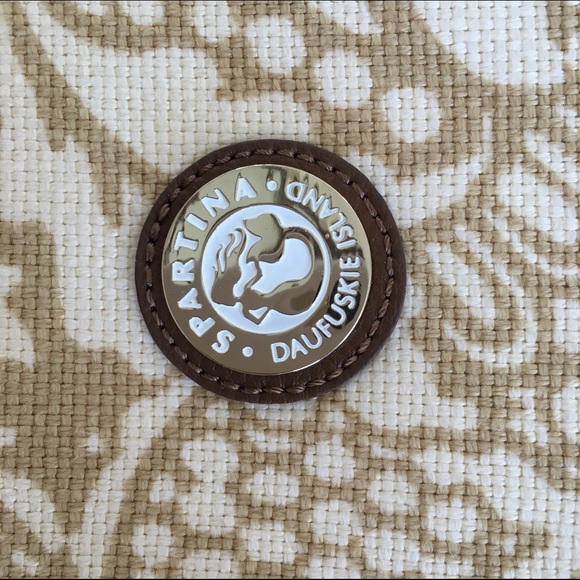 SPARTINA • DAUFUSKIE ISLAND •